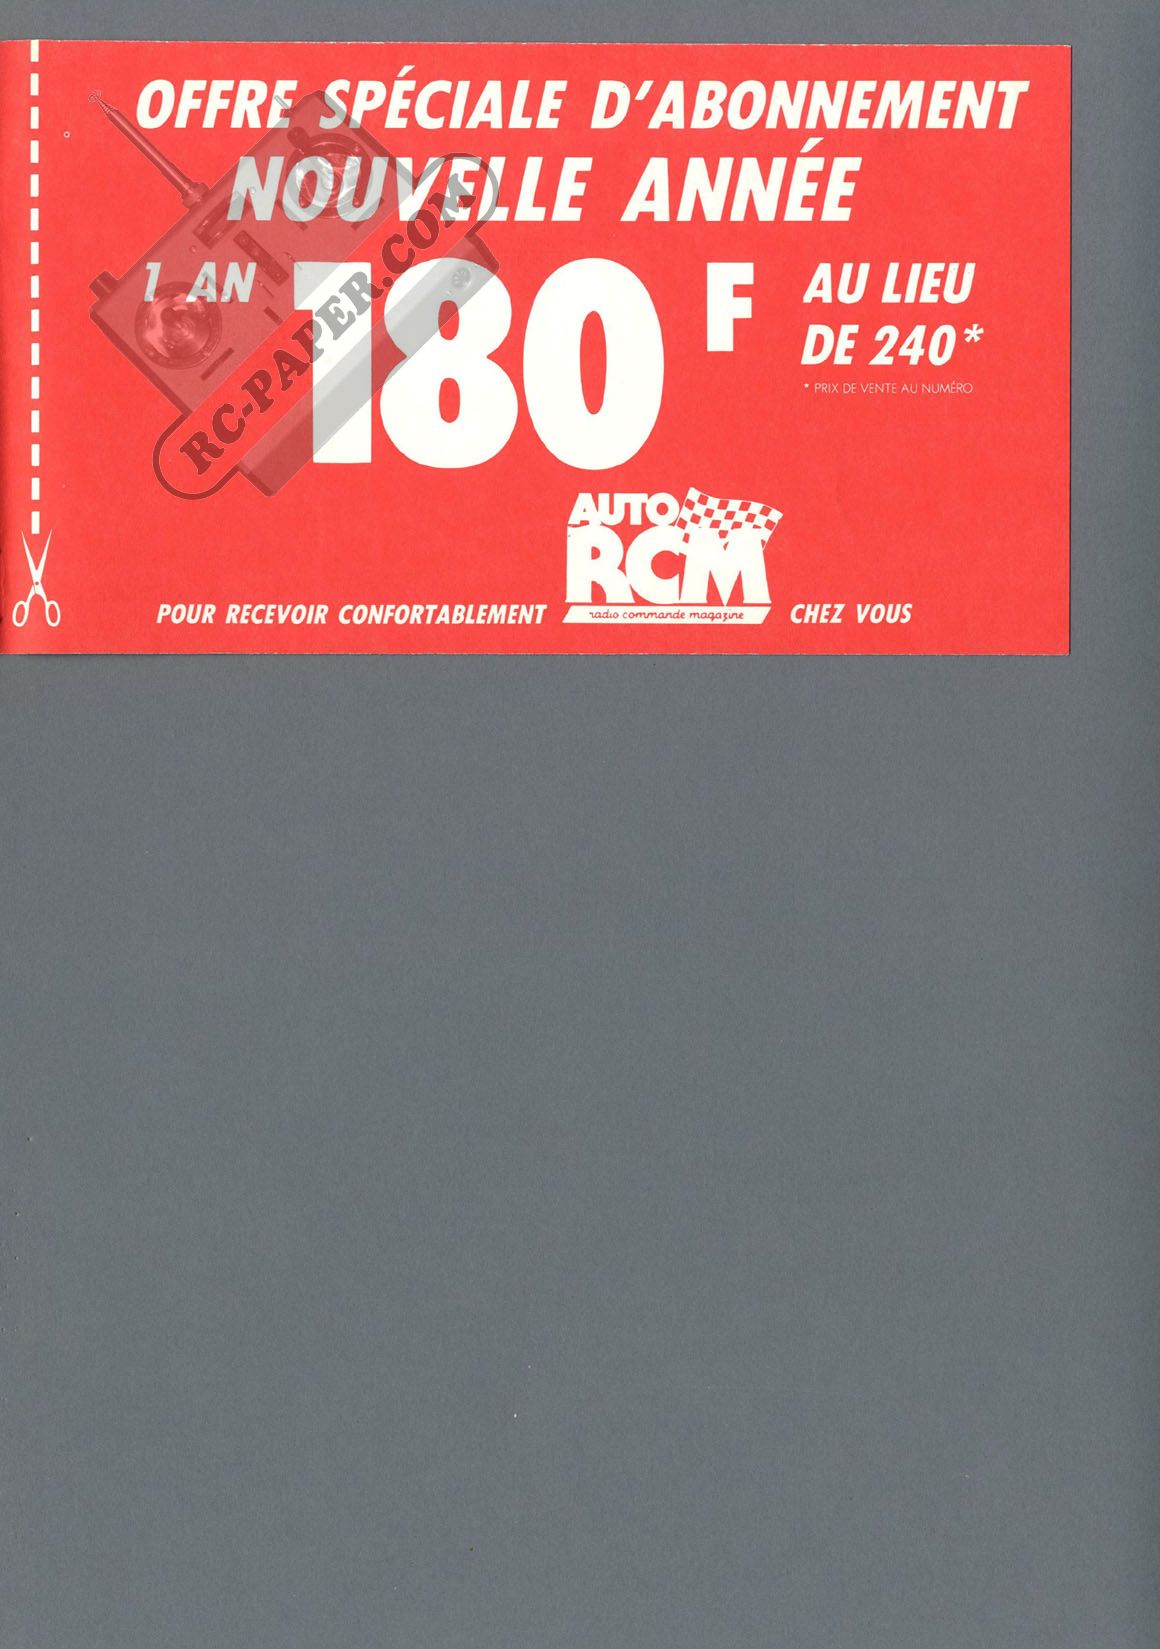 OFFRE SPÉCIALE D'ABONNEMENT
NOUVELLE ANNÉE
1 AN 180 F AU LIEU
DE 240*
* PRIX DE VENTE AU NUMÉRO
RC-PAPER.COM
AUTO
RCM
radio commande magazine
POUR RECEVOIR CONFORTABLEMENT CHEZ VOUS